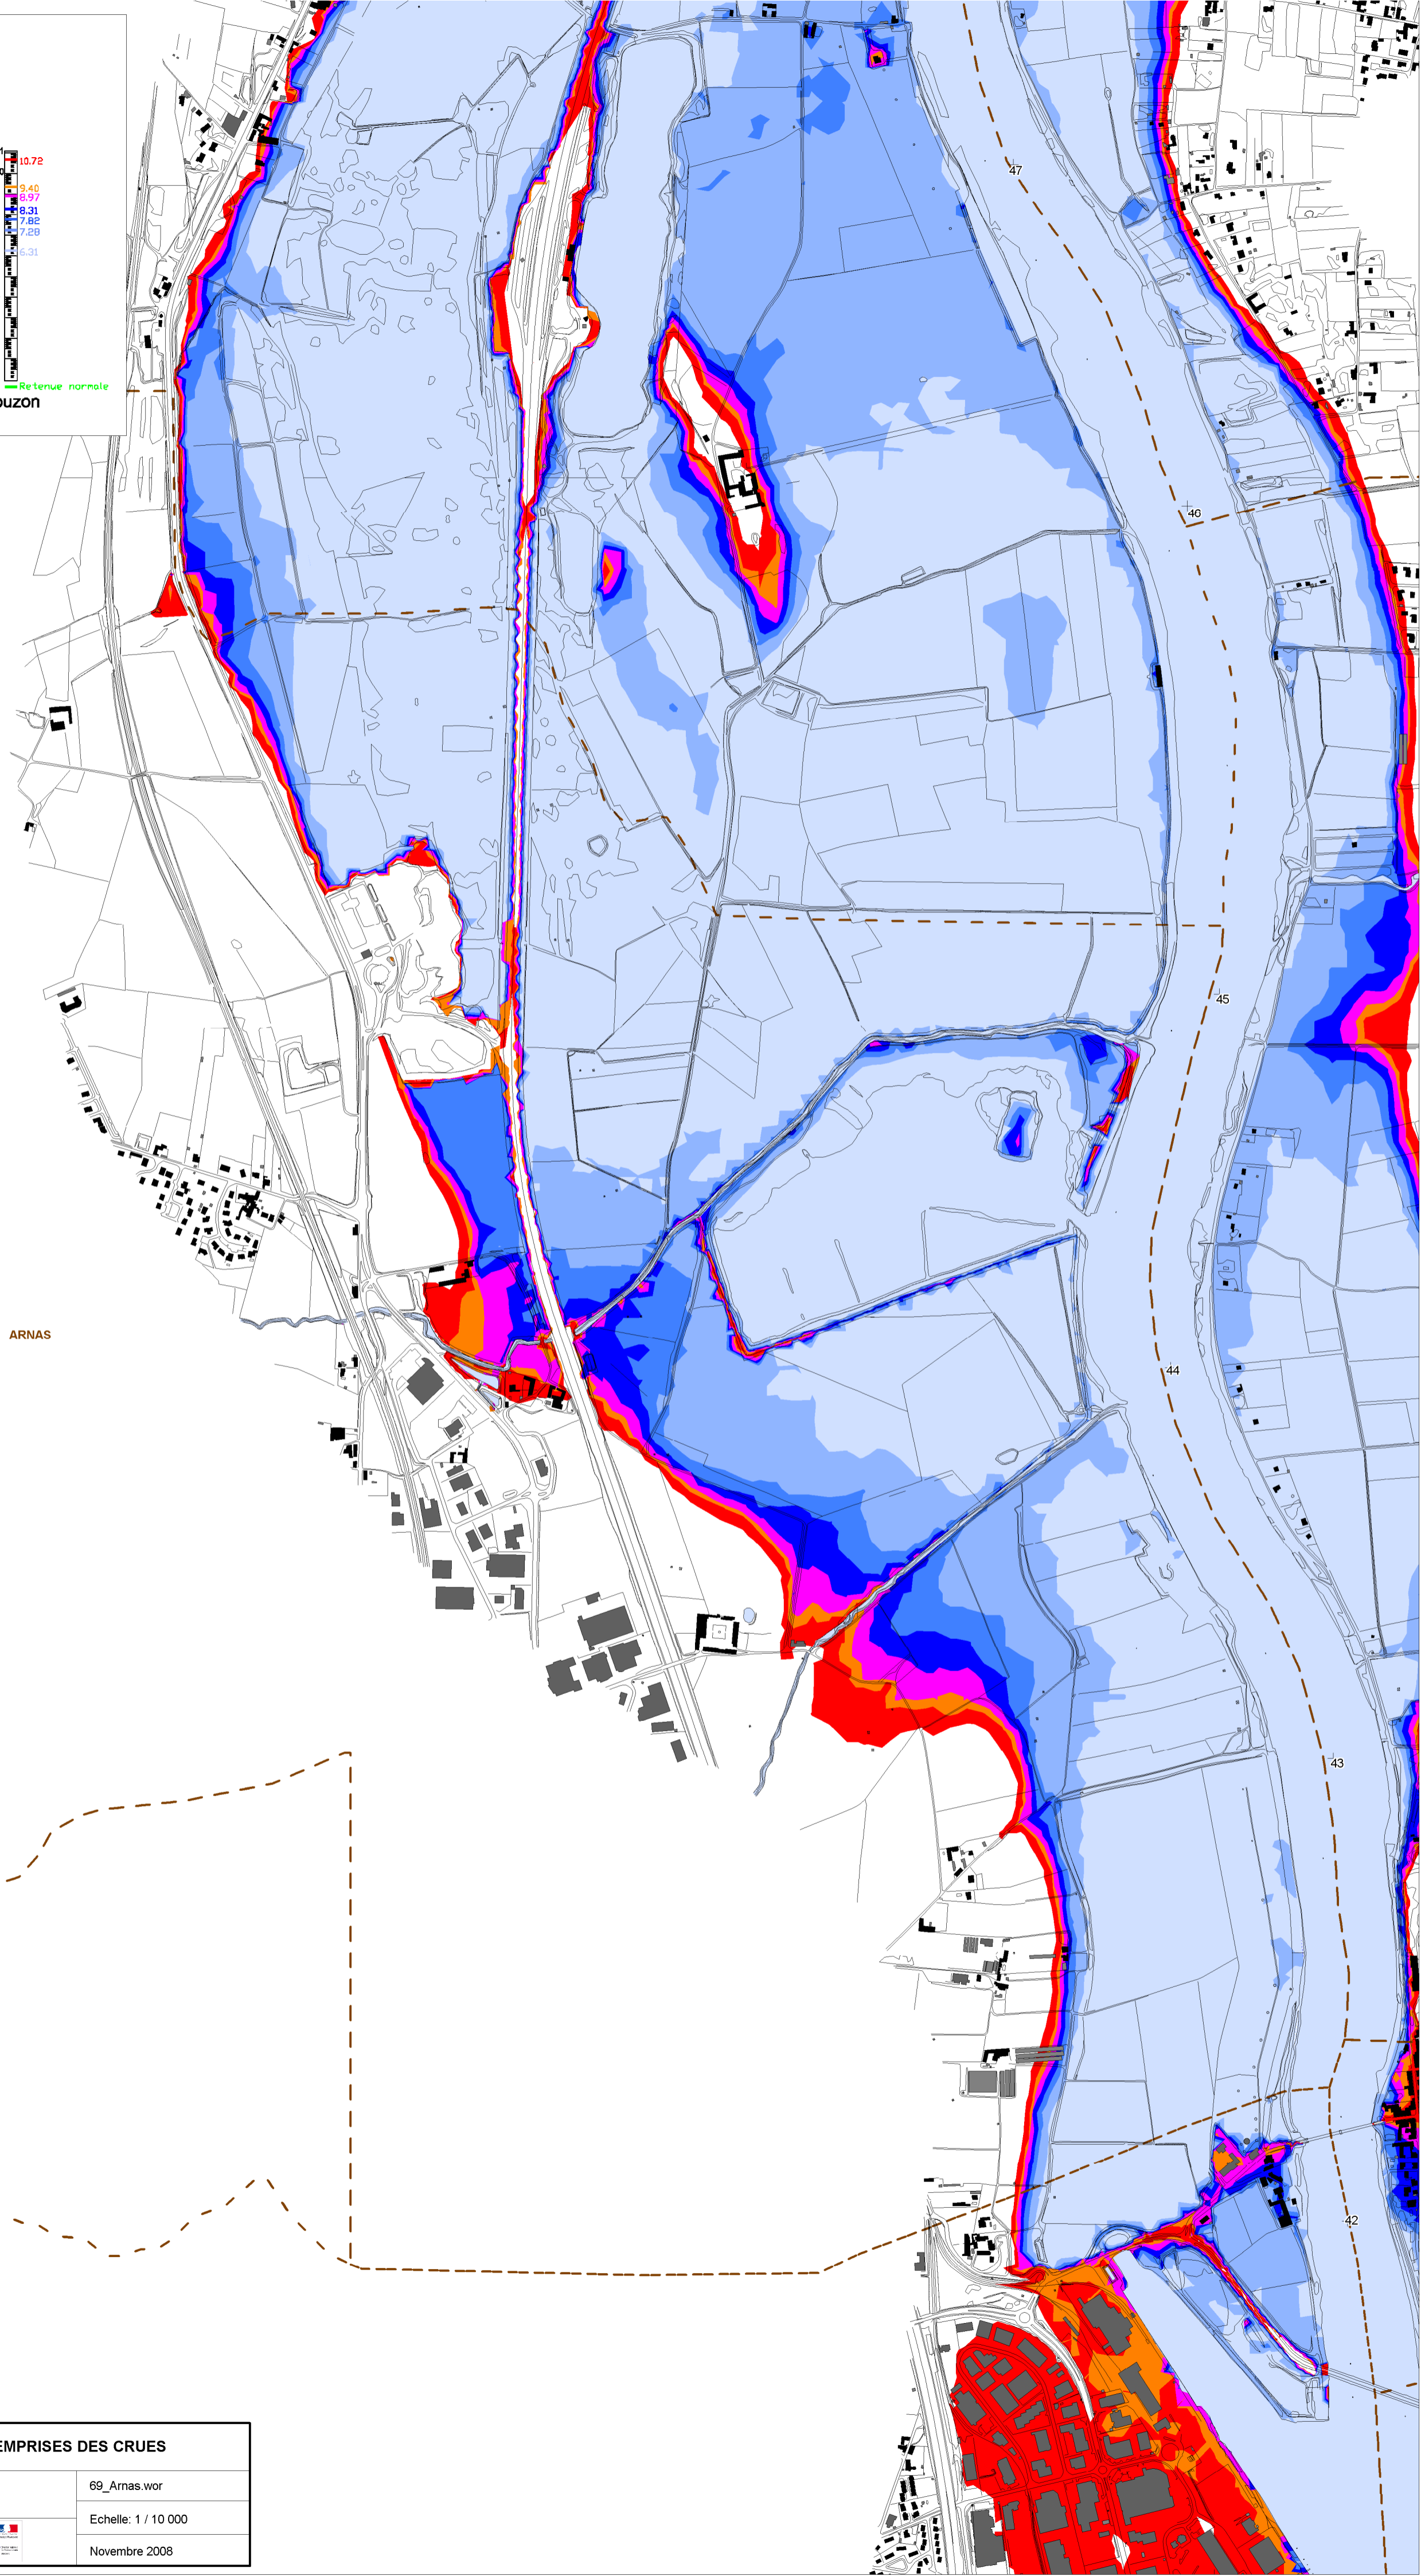 10.72
9.40
8.97
8.31
7.82
7.28
6.31
Retenue normale
47
46
45
ARNAS
44
43
42
EMPRISES DES CRUES
69_Arnas.wor
Echelle: 1 / 10 000
Novembre 2008